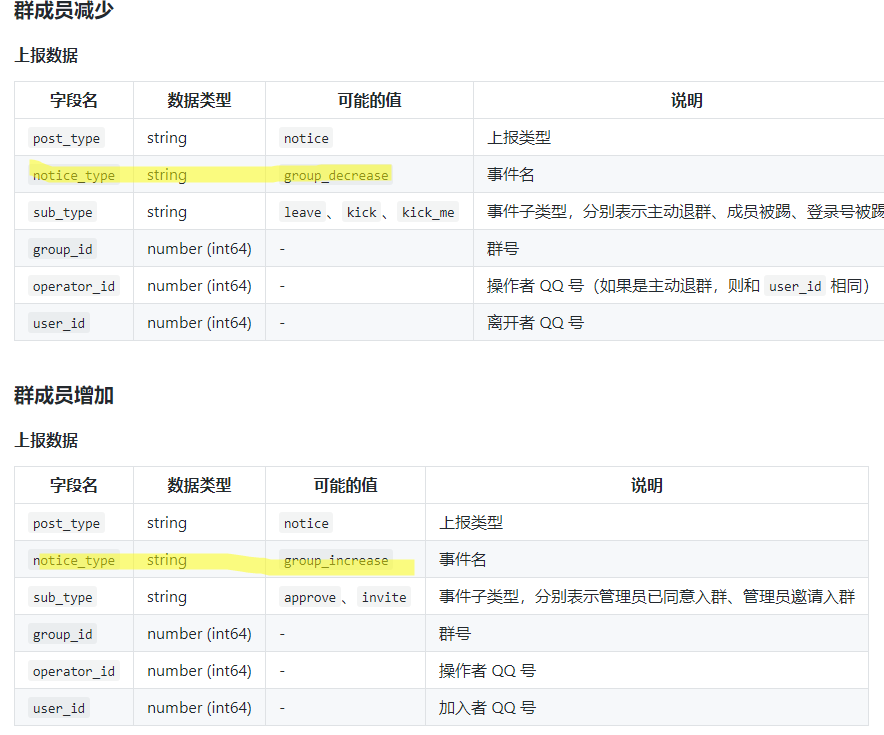 群成员减少
上报数据
字段名 数据类型 可能的值 说明
post_type string notice 上报类型
notice_type string group_decrease 事件名
sub_type string leave 、 kick 、 kick_me 事件子类型，分别表示主动退群、成员被踢、登录号被踢
group_id number (int64) - 群号
operator_id number (int64) - 操作者 QQ 号（如果是主动退群，则和 user_id 相同）
user_id number (int64) - 离开者 QQ 号
群成员增加
上报数据
字段名 数据类型 可能的值 说明
post_type string notice 上报类型
notice_type string group_increase 事件名
sub_type string approve 、 invite 事件子类型，分别表示管理员已同意入群、管理员邀请入群
group_id number (int64) - 群号
operator_id number (int64) - 操作者 QQ 号
user_id number (int64) - 加入者 QQ 号